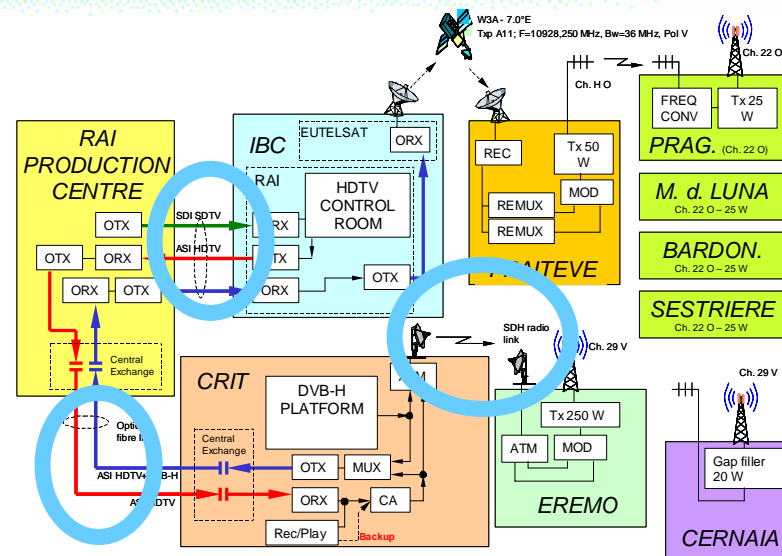 W3A - 7.0°E
Txp A11; F=10928,250 MHz, Bw=36 MHz, Pol V
Ch. 22 O
Ch. H O
FREQ
CONV
Tx 25
W
PRAG. (Ch. 22 O)
RAI
PRODUCTION
CENTRE
OTX
OTX
ORX
ORX
OTX
Central
Exchange
SDI SDTV
ASI HDTV
IBC
EUTELSAT
ORX
RAI
HDTV
CONTROL
ROOM
ORX
OTX
ORX
OTX
REC
Tx 50
W
MOD
REMUX
REMUX
M. d. LUNA
Ch. 22 O – 25 W
BARDON.
Ch. 22 O – 25 W
SESTRIERE
Ch. 22 O – 25 W
SDH radio
link
Ch. 29 V
CRIT
DVB-H
PLATFORM
Central
Exchange
OTX
MUX
ORX
CA
Rec/Play
Backup
fibre
ASI
Tx 250 W
ATM
MOD
EREMO
Ch. 29 V
Gap filler
20 W
CERNAIA